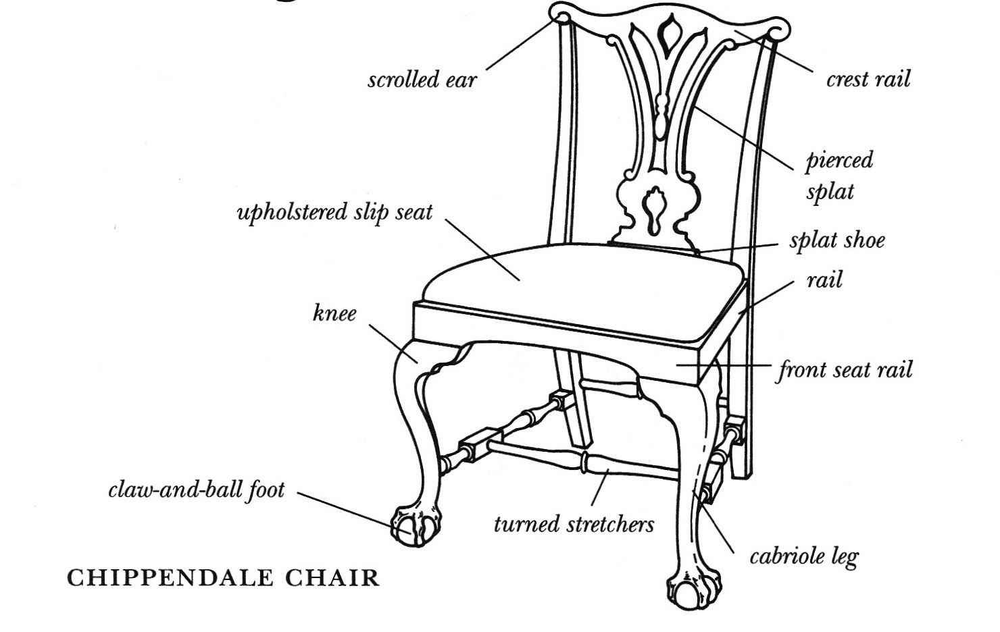 scrolled ear
crest rail
pierced
splat
upholstered slip seat
splat shoe
rail
knee
front seat rail
claw-and-ball foot
turned stretchers
cabriole leg
CHIPPENDALE CHAIR